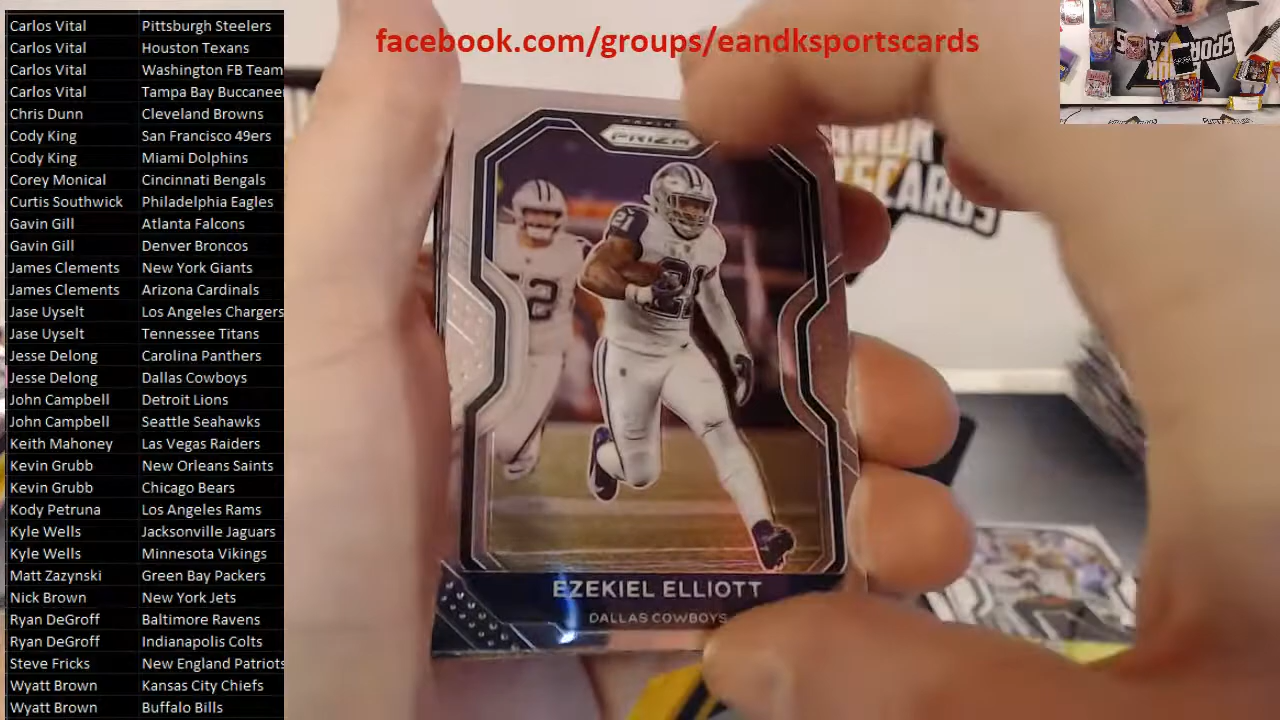 facebook.com/groups/eandksportscards
Carlos Vital Pittsburgh Steelers
Carlos Vital Houston Texans
Carlos Vital Washington FB Team
Carlos Vital Tampa Bay Buccanee
Chris Dunn Cleveland Browns
Cody King San Francisco 49ers
Cody King Miami Dolphins
Corey Monical Cincinnati Bengals
Curtis Southwick Philadelphia Eagles
Gavin Gill Atlanta Falcons
Gavin Gill Denver Broncos
James Clements New York Giants
James Clements Arizona Cardinals
Jase Uyselt Los Angeles Chargers
Jase Uyselt Tennessee Titans
Jesse Delong Carolina Panthers
Jesse Delong Dallas Cowboys
John Campbell Detroit Lions
John Campbell Seattle Seahawks
Keith Mahoney Las Vegas Raiders
Kevin Grubb New Orleans Saints
Kevin Grubb Chicago Bears
Kody Petruna Los Angeles Rams
Kyle Wells Jacksonville Jaguars
Kyle Wells Minnesota Vikings
Matt Zazynski Green Bay Packers
Nick Brown New York Jets
Ryan DeGroff Baltimore Ravens
Ryan DeGroff Indianapolis Colts
Steve Fricks New England Patriots
Wyatt Brown Kansas City Chiefs
Wyatt Brown Buffalo Bills
PANINI
PRIZM
21
21
EZEKIEL ELLIOTT
DALLAS COWBOYS